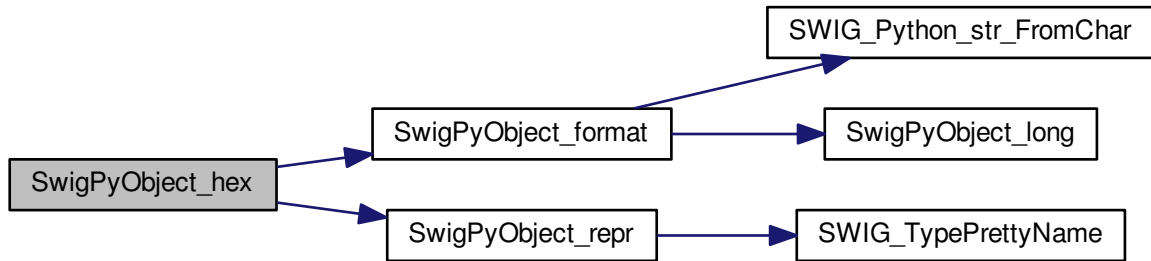 SWIG_Python_str_FromChar
SwigPyObject_format
SwigPyObject_long
SwigPyObject_hex
SwigPyObject_repr
SWIG_TypePrettyName